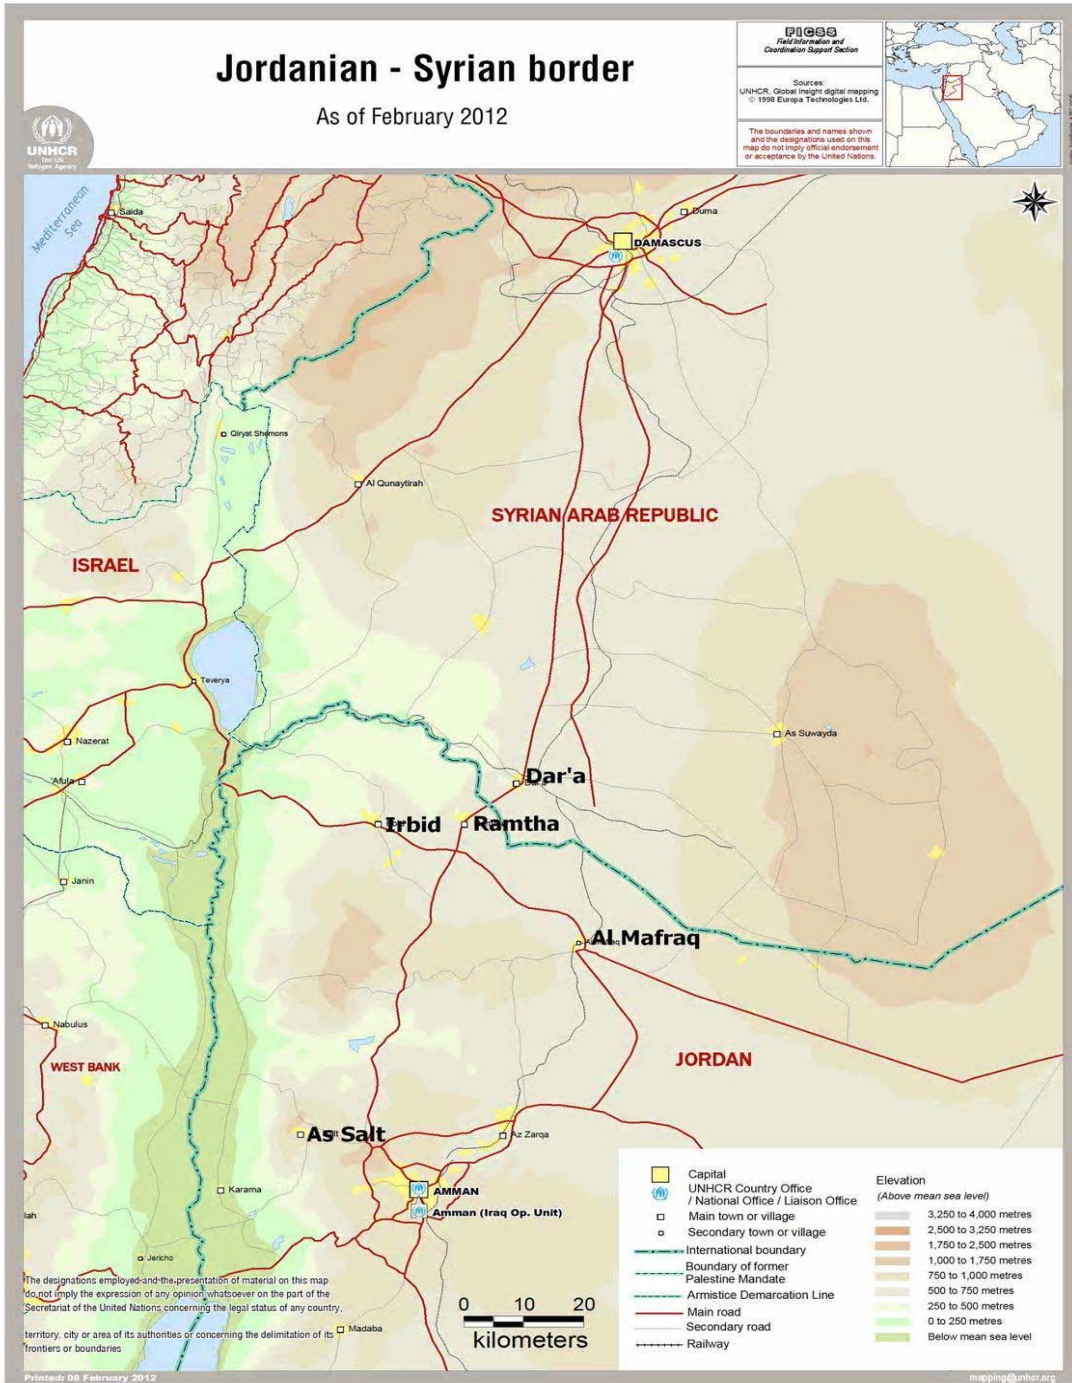 Jordanian - Syrian border
As of February 2012
UNHCR
The UN
Refugee Agency
FICSS
Field Information and
Coordination Support Section
Sources:
UNHCR, Global Insight digital mapping
© 1998 Europa Technologies Ltd.
The boundaries and names shown
and the designations used on this
map do not imply official endorsement
or acceptance by the United Nations.
Mediterranean
Sea
Saida
Duma
DAMASCUS
Qiryat Shemona
Al Qunaytirah
SYRIAN ARAB REPUBLIC
ISRAEL
Teverya
Nazerat
As Suwayda
'Afula
Dar'a
Irbid
Ramtha
Janin
Al Mafraq
Nabulus
WEST BANK
JORDAN
As Salt
Az Zarqa
Karama
AMMAN
Amman (Iraq Op. Unit)
lah
Jericho
Madaba
The designations employed and the presentation of material on this map
do not imply the expression of any opinion whatsoever on the part of the
Secretariat of the United Nations concerning the legal status of any country,
territory, city or area of its authorities or concerning the delimitation of its
frontiers or boundaries
0 10 20
kilometers
Capital
UNHCR Country Office
/ National Office / Liaison Office
Main town or village
Secondary town or village
International boundary
Boundary of former
Palestine Mandate
Armistice Demarcation Line
Main road
Secondary road
Railway
Elevation
(Above mean sea level)
3,250 to 4,000 metres
2,500 to 3,250 metres
1,750 to 2,500 metres
1,000 to 1,750 metres
750 to 1,000 metres
500 to 750 metres
250 to 500 metres
0 to 250 metres
Below mean sea level
Printed: 08 February 2012
mapping@unhcr.org